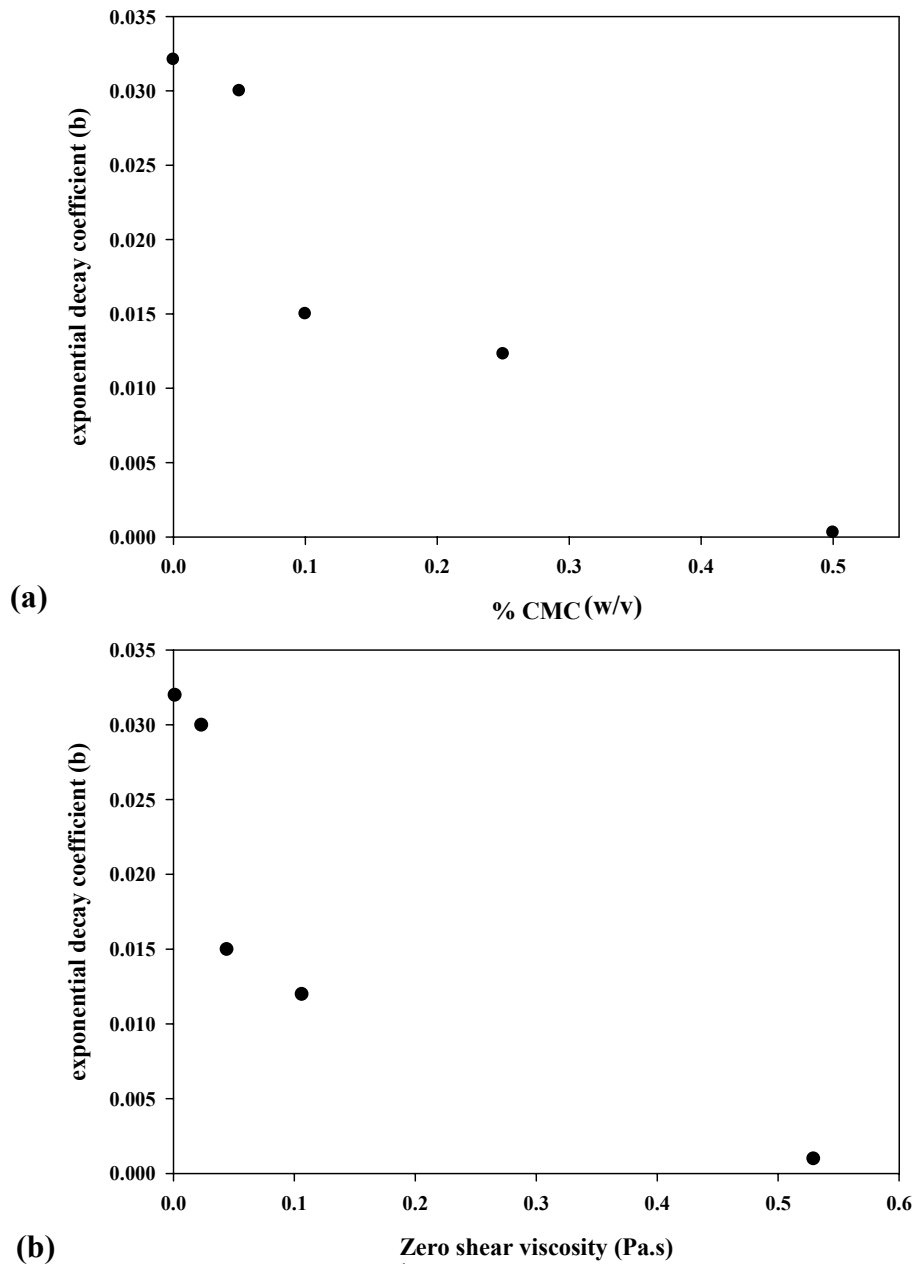 0.035
0.030
0.025
0.020
0.015
0.010
0.005
0.000
exponential decay coefficient (b)
0.0 0.1 0.2 0.3 0.4 0.5
(a)
% CMC (w/v)
0.035
0.030
0.025
0.020
0.015
0.010
0.005
0.000
exponential decay coefficient (b)
0.0 0.1 0.2 0.3 0.4 0.5 0.6
(b)
Zero shear viscosity (Pa.s)